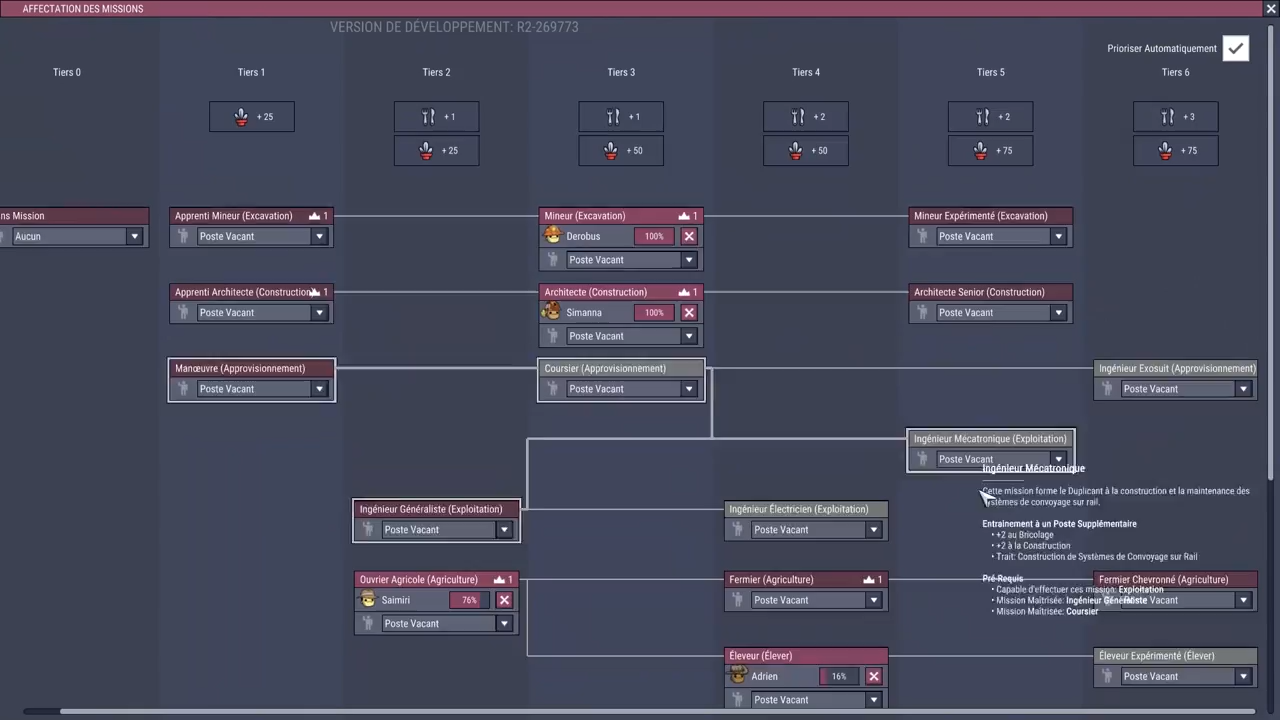 AFFECTATION DES MISSIONS
VERSION DE DÉVELOPPEMENT: R2-269773
Prioriser Automatiquement
Tiers 0
Tiers 1
Tiers 2
Tiers 3
Tiers 4
Tiers 5
Tiers 6
+ 25
+ 1
+ 1
+ 2
+ 2
+ 3
+ 25
+ 50
+ 50
+ 75
+ 75
ns Mission
Aucun
Apprenti Mineur (Excavation) 1
Poste Vacant
Mineur (Excavation) 1
Derobus 100%
Poste Vacant
Mineur Expérimenté (Excavation)
Poste Vacant
Apprenti Architecte (Construction) 1
Poste Vacant
Architecte (Construction) 1
Simanna 100%
Poste Vacant
Architecte Senior (Construction)
Poste Vacant
Manœuvre (Approvisionnement)
Poste Vacant
Coursier (Approvisionnement)
Poste Vacant
Ingénieur Exosuit (Approvisionnement)
Poste Vacant
Ingénieur Mécatronique (Exploitation)
Poste Vacant
Ingénieur Mécatronique
Cette mission forme le Duplicant à la construction et la maintenance des
systèmes de convoyage sur rail.
Entrainement à un Poste Supplémentaire
• +2 au Bricolage
• +2 à la Construction
• Trait: Construction de Systèmes de Convoyage sur Rail
Pré-Requis
• Capable d'effectuer ces mission: Exploitation
• Mission Maîtrisée: Ingénieur Généraliste
• Mission Maîtrisée: Coursier
Ingénieur Généraliste (Exploitation)
Poste Vacant
Ingénieur Électricien (Exploitation)
Poste Vacant
Ouvrier Agricole (Agriculture) 1
Saimiri 76%
Poste Vacant
Fermier (Agriculture) 1
Poste Vacant
Fermier Chevronné (Agriculture)
Vacant
Éleveur (Élever)
Adrien 16%
Poste Vacant
Éleveur Expérimenté (Élever)
Poste Vacant